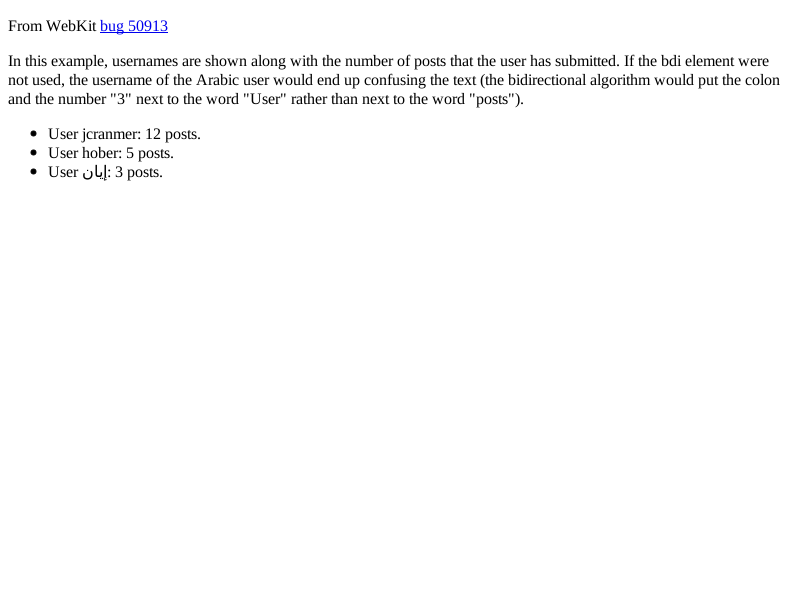 From WebKit bug 50913
In this example, usernames are shown along with the number of posts that the user has submitted. If the bdi element were
not used, the username of the Arabic user would end up confusing the text (the bidirectional algorithm would put the colon
and the number "3" next to the word "User" rather than next to the word "posts").
User jcranmer: 12 posts.
User hober: 5 posts.
User إيان: 3 posts.